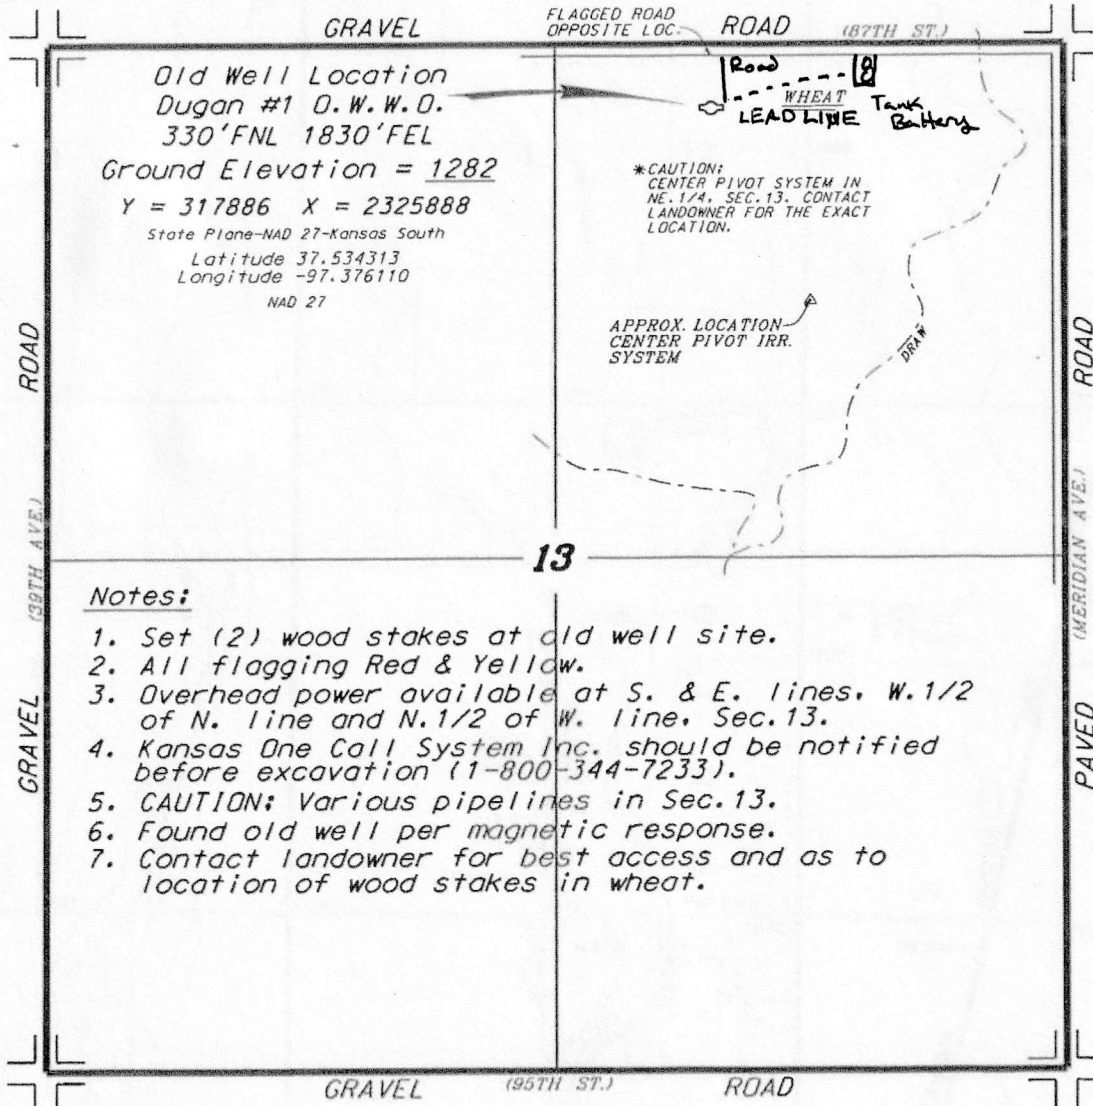 GRAVEL
FLAGGED ROAD
OPPOSITE LOC.
ROAD
(87TH ST.)
Old Well Location
Dugan #1 O.W.W.O.
330'FNL 1830'FEL
Ground Elevation = 1282
Y = 317886 X = 2325888
State Plane-NAD 27-Kansas South
Latitude 37.534313
Longitude -97.376110
NAD 27
Road
WHEAT
LEAD LINE
Tank
Battery
*CAUTION:
CENTER PIVOT SYSTEM IN
NE.1/4. SEC.13. CONTACT
LANDOWNER FOR THE EXACT
LOCATION.
APPROX. LOCATION
CENTER PIVOT IRR.
SYSTEM
DRAW
ROAD
(39TH AVE.)
GRAVEL
ROAD
(MERIDIAN AVE.)
PAVED
13
Notes:
1. Set (2) wood stakes at old well site.
2. All flagging Red & Yellow.
3. Overhead power available at S. & E. lines. W.1/2
of N. line and N.1/2 of W. line. Sec.13.
4. Kansas One Call System Inc. should be notified
before excavation (1-800-344-7233).
5. CAUTION: Various pipelines in Sec.13.
6. Found old well per magnetic response.
7. Contact landowner for best access and as to
location of wood stakes in wheat.
GRAVEL
(95TH ST.)
ROAD